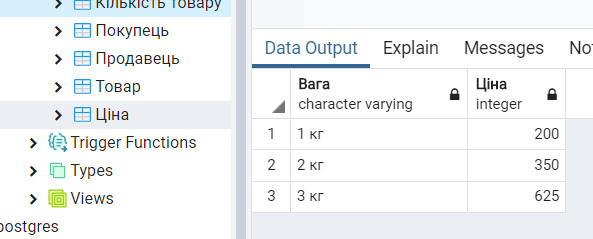 Кількість товару
Покупець
Продавець
Товар
Ціна
Trigger Functions
Types
Views
postgres
Data Output Explain Messages No
Вага Ціна
character varying integer
1 1 кг 200
2 2 кг 350
3 3 кг 625